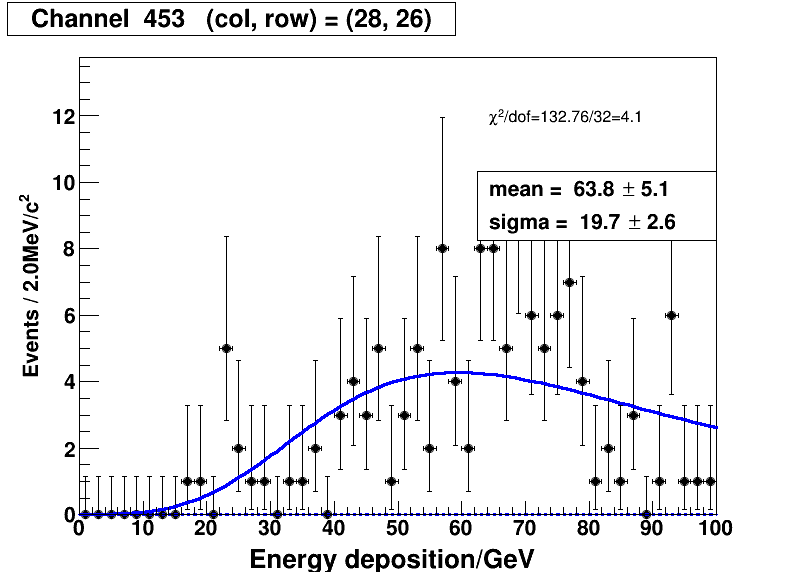 Channel 453 (col, row) = (28, 26)
χ²/dof=132.76/32=4.1
mean = 63.8 ± 5.1
sigma = 19.7 ± 2.6
Events / 2.0MeV/c²
12
10
8
6
4
2
0
0 10 20 30 40 50 60 70 80 90 100
Energy deposition/GeV